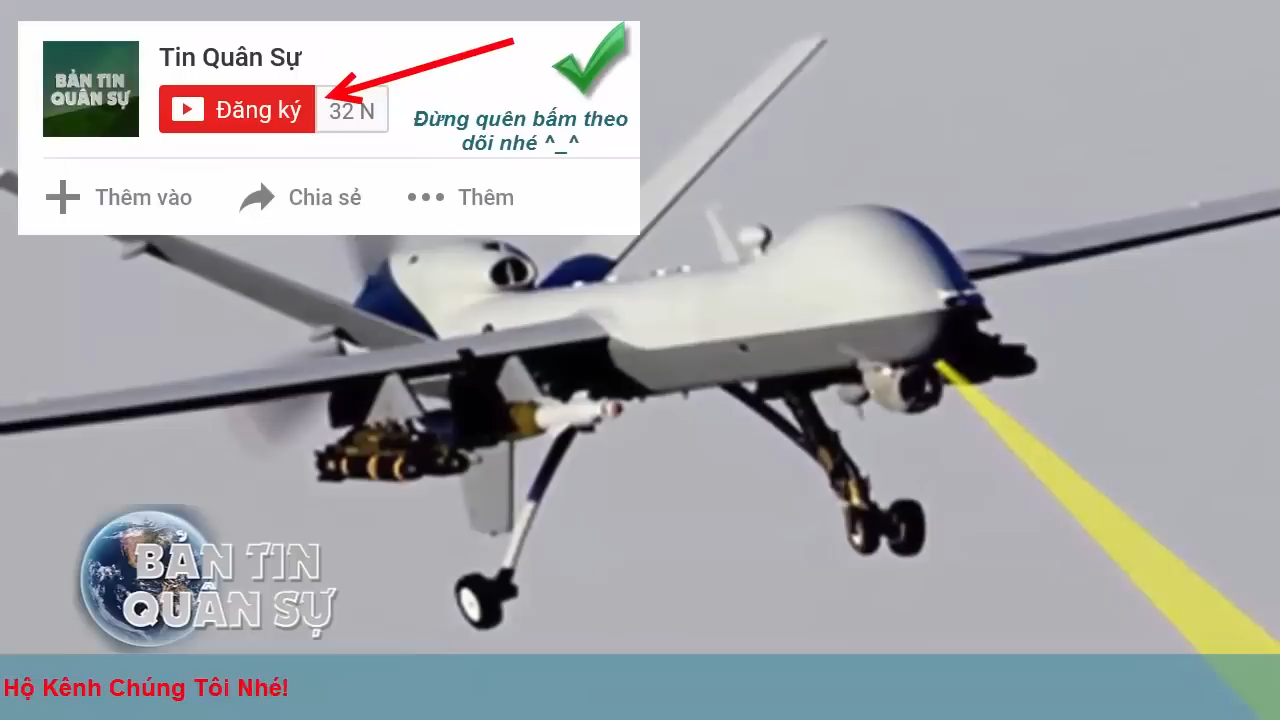 Tin Quân Sự
BẢN TIN
QUÂN SỰ
Đăng ký
32 N
Đừng quên bấm theo
dõi nhé ^_^
Thêm vào
Chia sẻ
Thêm
BẢN TIN
QUÂN SỰ
Hộ Kênh Chúng Tôi Nhé!